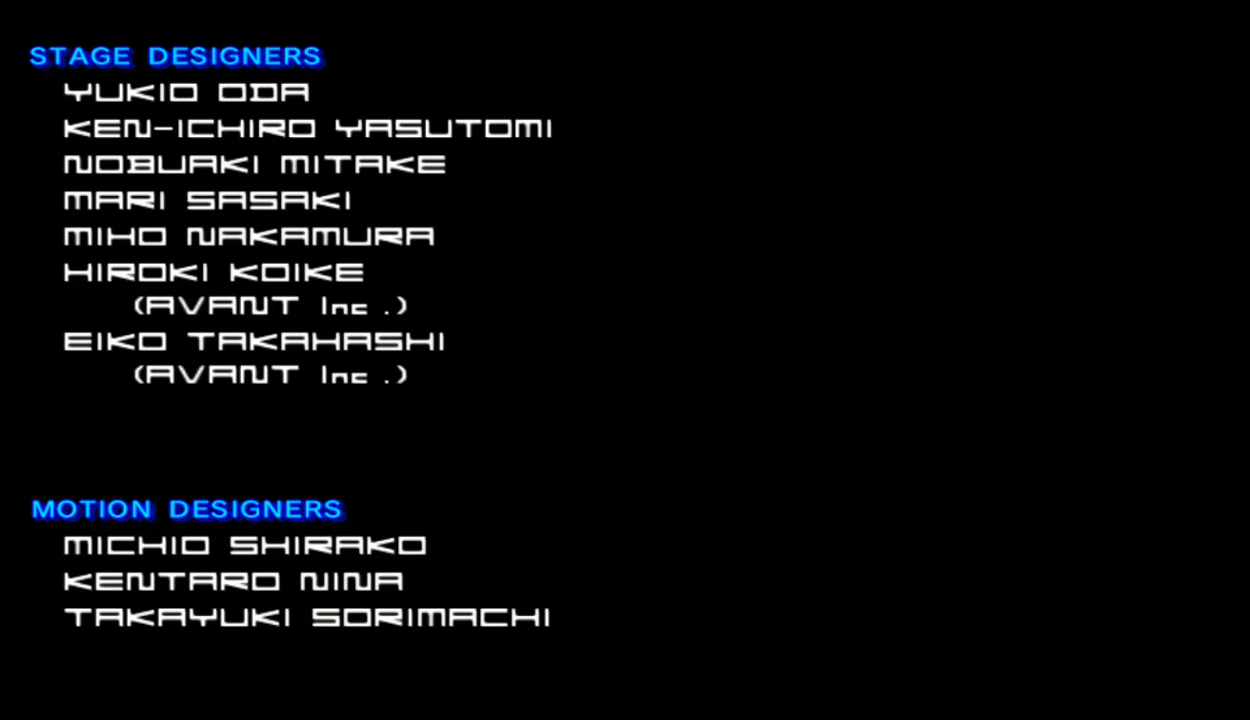 STAGE DESIGNERS
YUKIO ODA
KEN-ICHIRO YASUTOMI
NOBUAKI MITAKE
MARI SASAKI
MIHO NAKAMURA
HIROKI KOIKE
(AVANT Inc.)
EIKO TAKAHASHI
(AVANT Inc.)
MOTION DESIGNERS
MICHIO SHIRAKO
KENTARO NINA
TAKAYUKI SORIMACHI